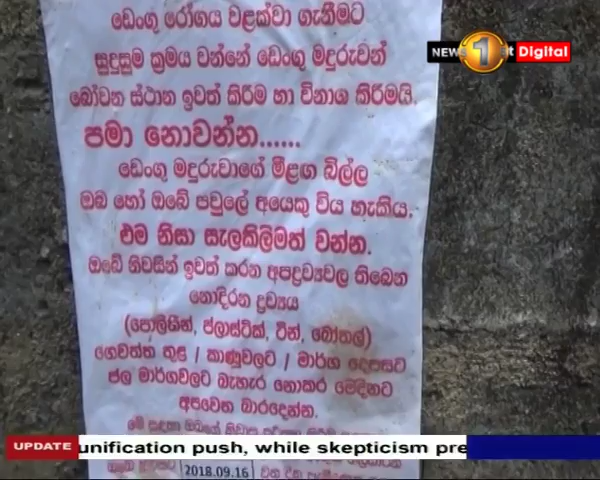 ඩෙංගු රෝගය වළක්වා ගැනීමට
සුදුසුම ක්‍රමය වන්නේ ඩෙංගු මදුරුවන්
බෝවන ස්ථාන ඉවත් කිරීම හා විනාශ කිරීමයි.
පමා නොවන්න......
ඩෙංගු මදුරුවාගේ මීළඟ බිල්ල
ඔබ හෝ ඔබේ පවුලේ අයෙකු විය හැකිය.
එම නිසා සැලකිලිමත් වන්න.
ඔබේ නිවසින් ඉවත් කරන අපද්‍රව්‍යවල තිබෙන
නොදිරන ද්‍රව්‍යය
(පොලිතීන්, ප්ලාස්ටික්, ටින්, බෝතල්)
ගෙවත්ත තුළ / කාණුවලට / මාර්ග දෙපසට
ජල මාර්ගවලට බැහැර නොකර මෙදිනට
අපවෙත බාරදෙන්න.
2018.09.16
NEWS 1st Digital
UPDATE unification push, while skepticism pre